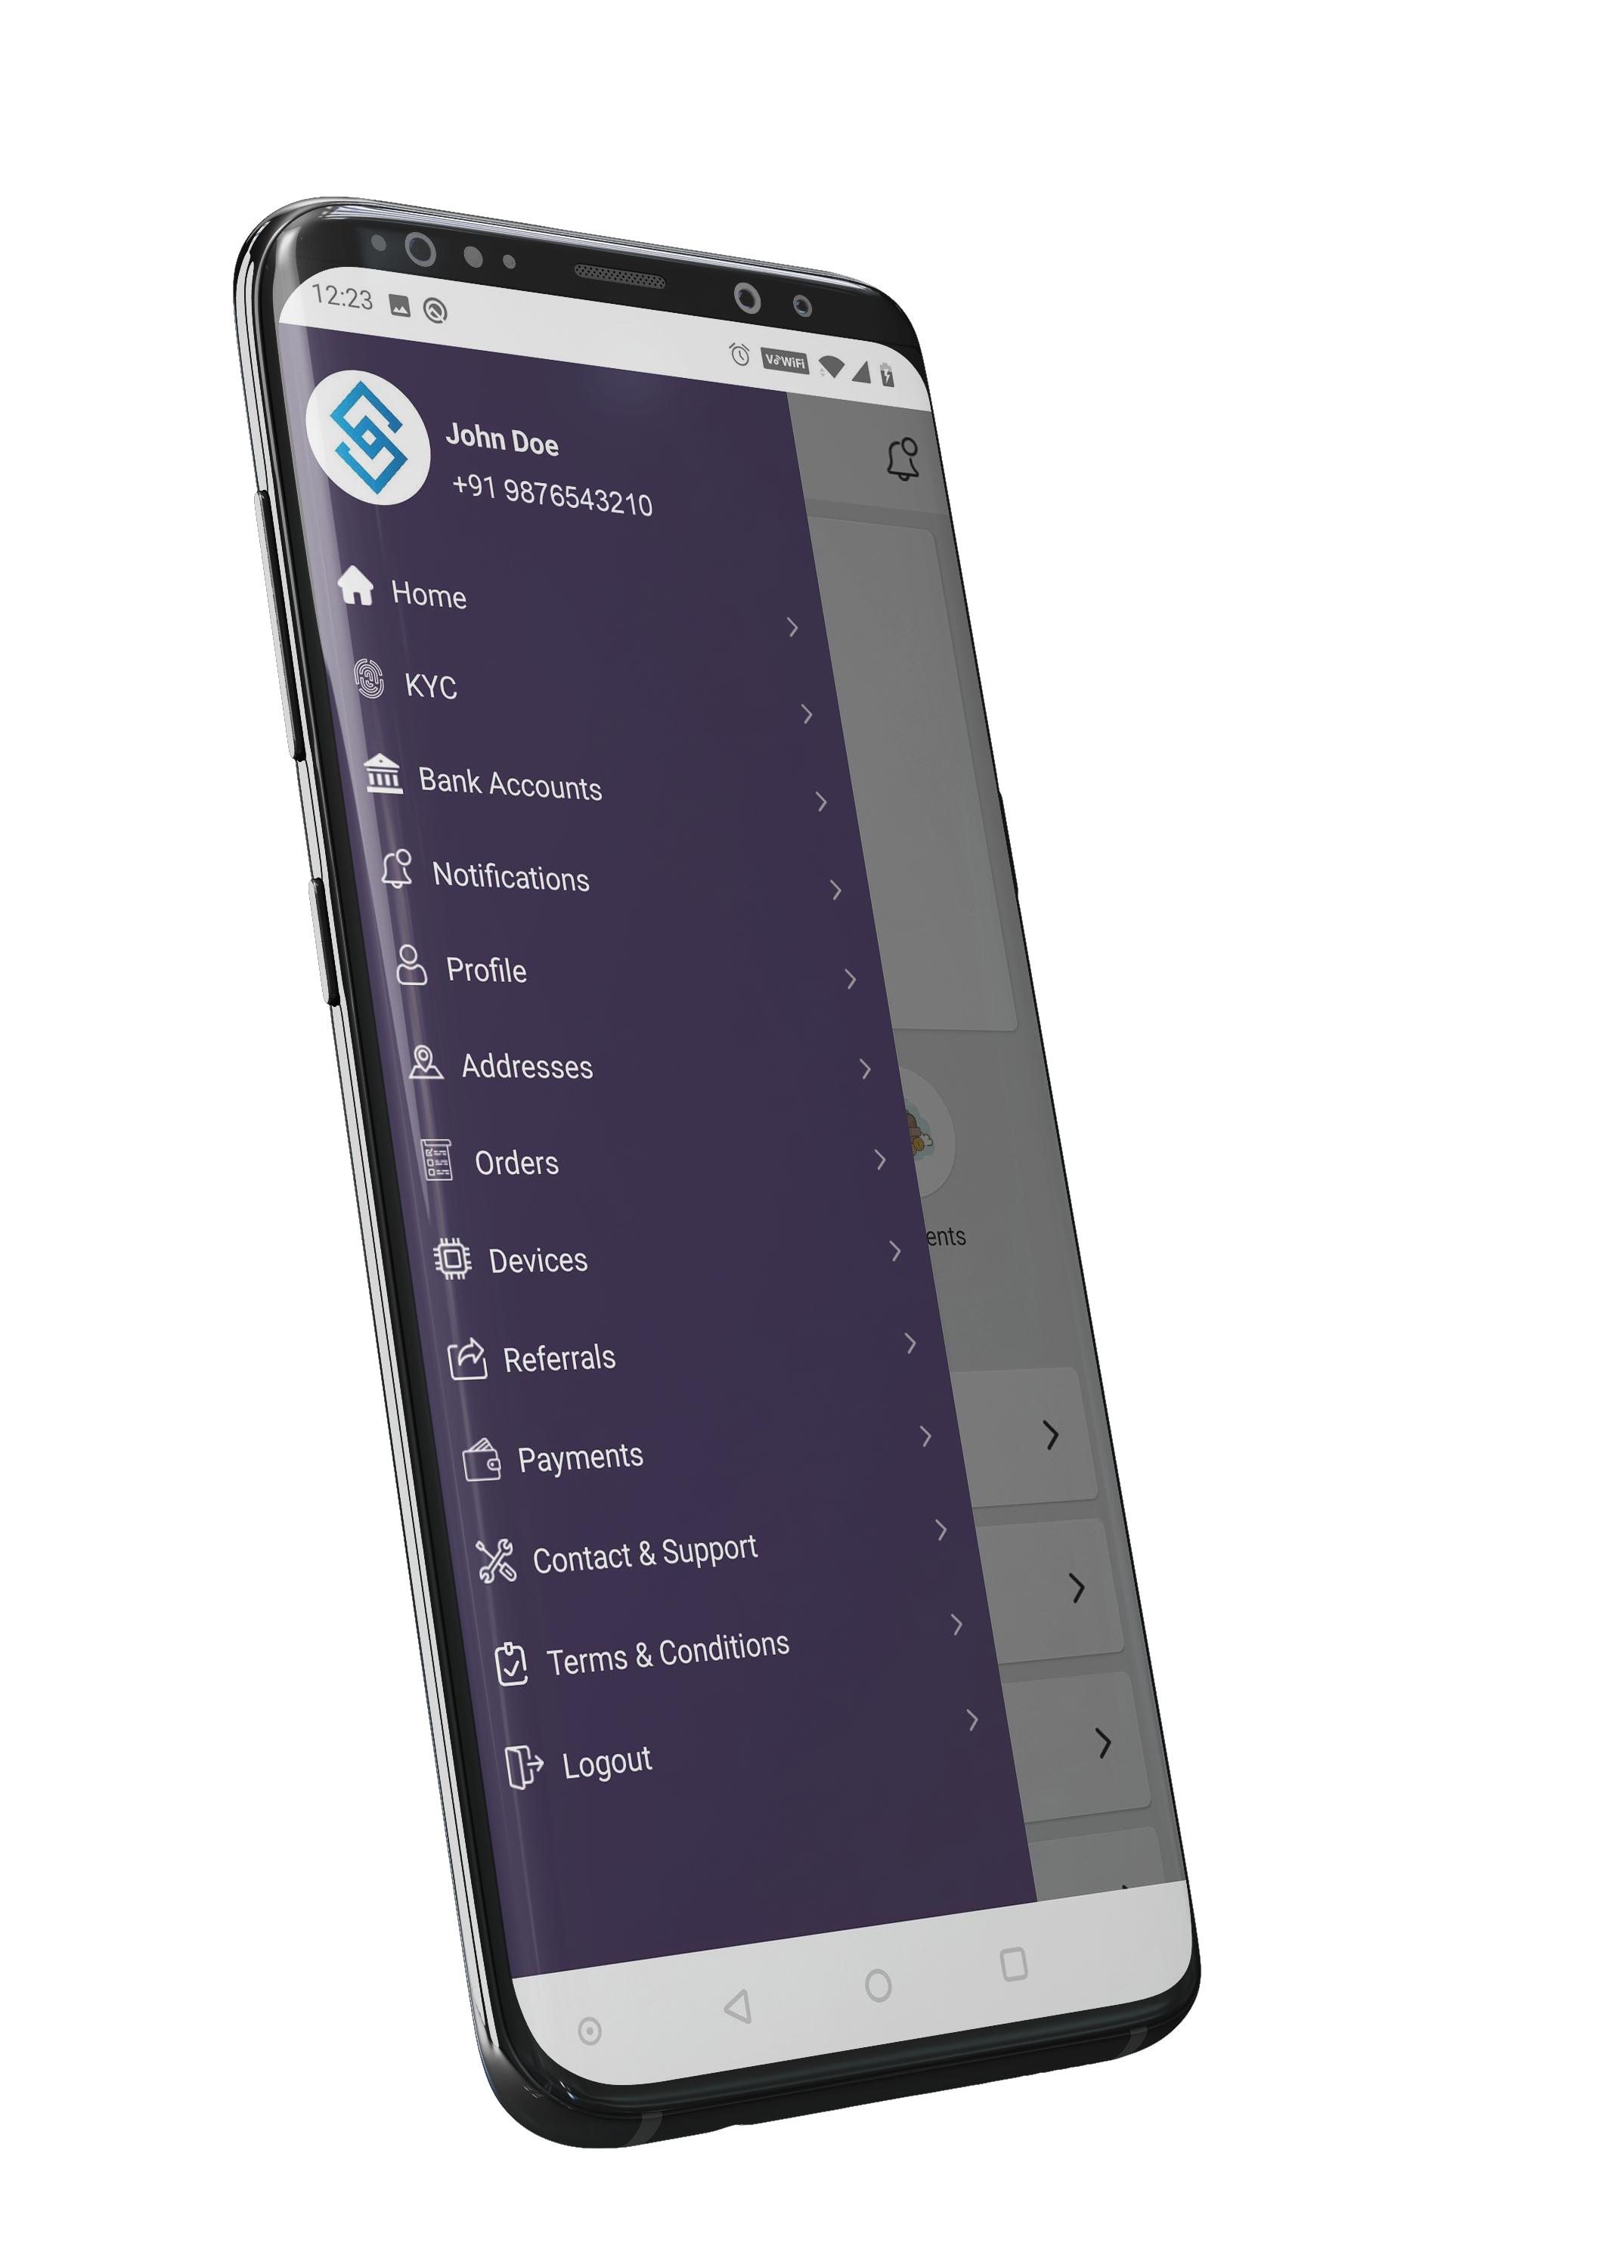 12:23
VoWiFi
John Doe
+91 9876543210
Home
KYC
Bank Accounts
Notifications
Profile
Addresses
Orders
ents
Devices
Referrals
Payments
Contact & Support
Terms & Conditions
Logout